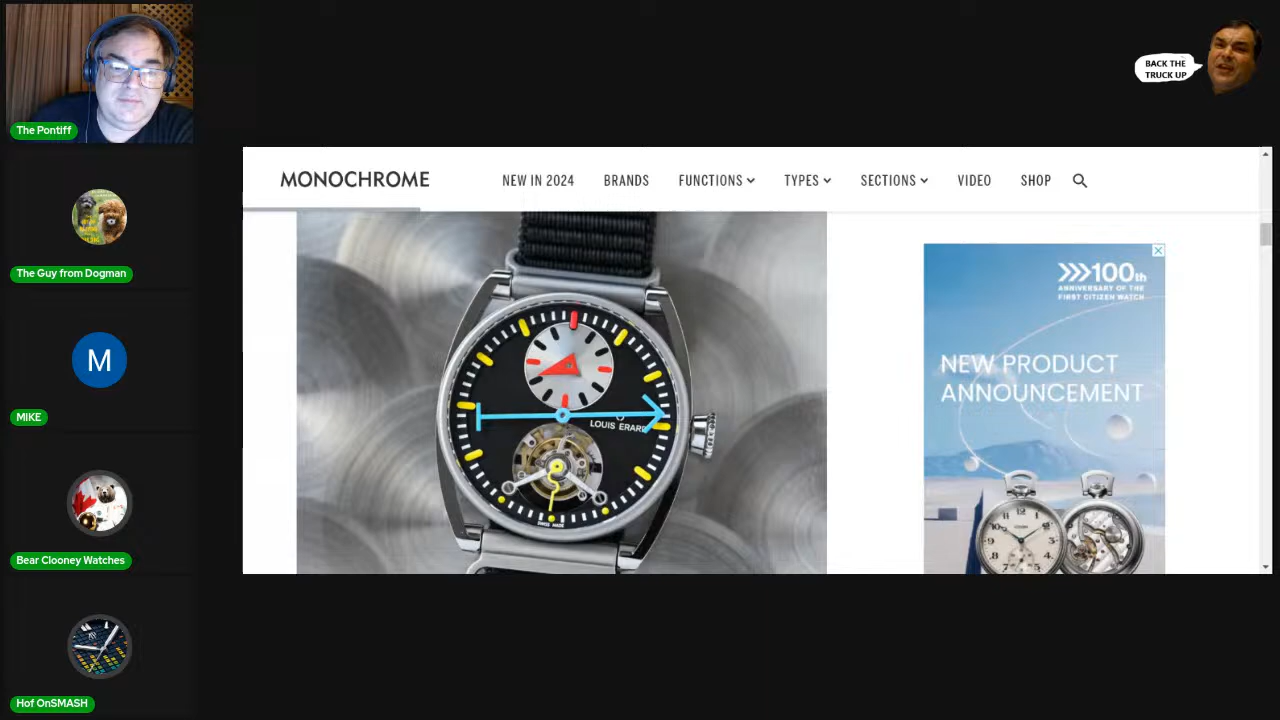 The Pontiff
The Guy from Dogman
M
MIKE
Bear Clooney Watches
Hof OnSMASH
BACK THE
TRUCK UP
MONOCHROME
NEW IN 2024
BRANDS
FUNCTIONS
TYPES
SECTIONS
VIDEO
SHOP
LOUIS ERARD
SWISS MADE
100th
ANNIVERSARY OF THE
FIRST CITIZEN WATCH
NEW PRODUCT
ANNOUNCEMENT